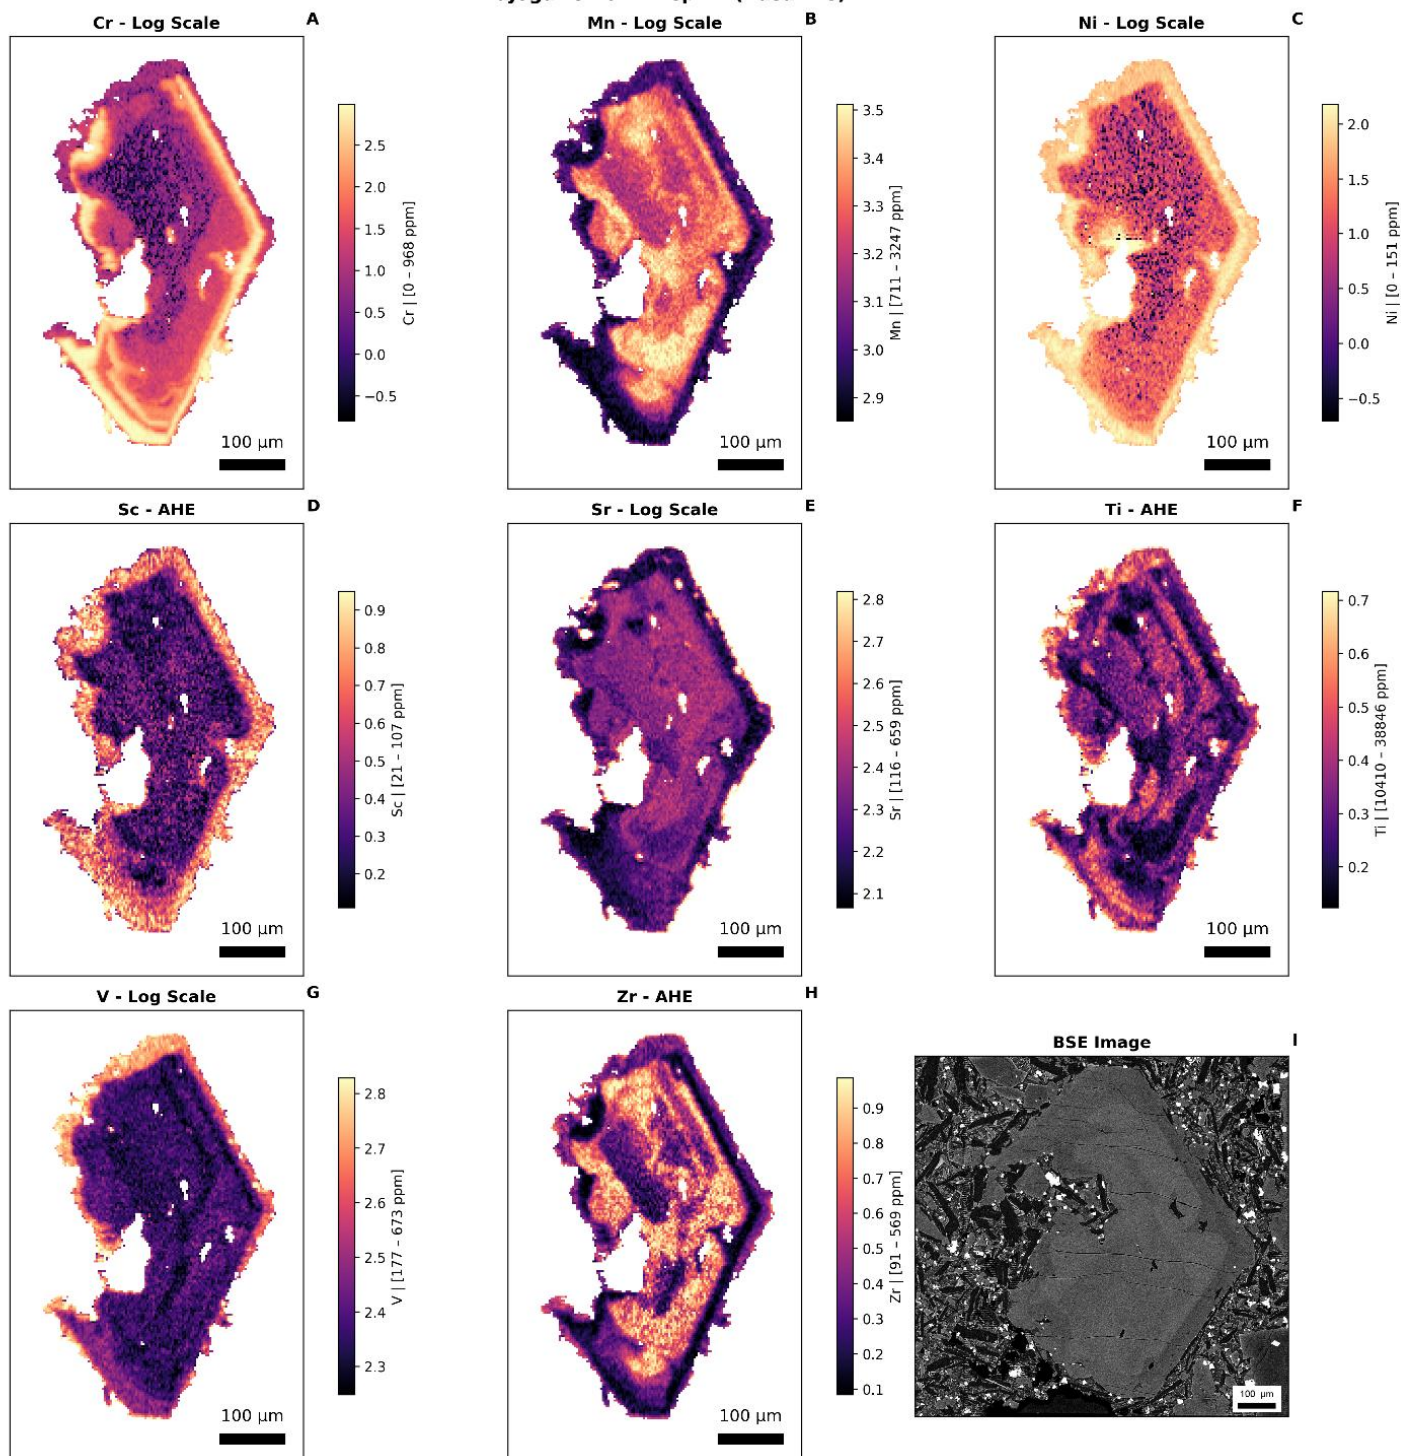 Cr - Log Scale
A
2.5
2.0
1.5
1.0
0.5
0.0
−0.5
Cr | [0 – 968 ppm]
100 µm
Mn - Log Scale
B
3.5
3.4
3.3
3.2
3.1
3.0
2.9
Mn | [711 – 3247 ppm]
100 µm
Ni - Log Scale
C
2.0
1.5
1.0
0.5
0.0
−0.5
Ni | [0 – 151 ppm]
100 µm
Sc - AHE
D
0.9
0.8
0.7
0.6
0.5
0.4
0.3
0.2
Sc | [21 – 107 ppm]
100 µm
Sr - Log Scale
E
2.8
2.7
2.6
2.5
2.4
2.3
2.2
2.1
Sr | [116 – 659 ppm]
100 µm
Ti - AHE
F
0.7
0.6
0.5
0.4
0.3
0.2
Ti | [10410 – 38846 ppm]
100 µm
V - Log Scale
G
2.8
2.7
2.6
2.5
2.4
2.3
V | [177 – 673 ppm]
100 µm
Zr - AHE
H
0.9
0.8
0.7
0.6
0.5
0.4
0.3
0.2
0.1
Zr | [91 – 569 ppm]
100 µm
BSE Image
I
100 µm